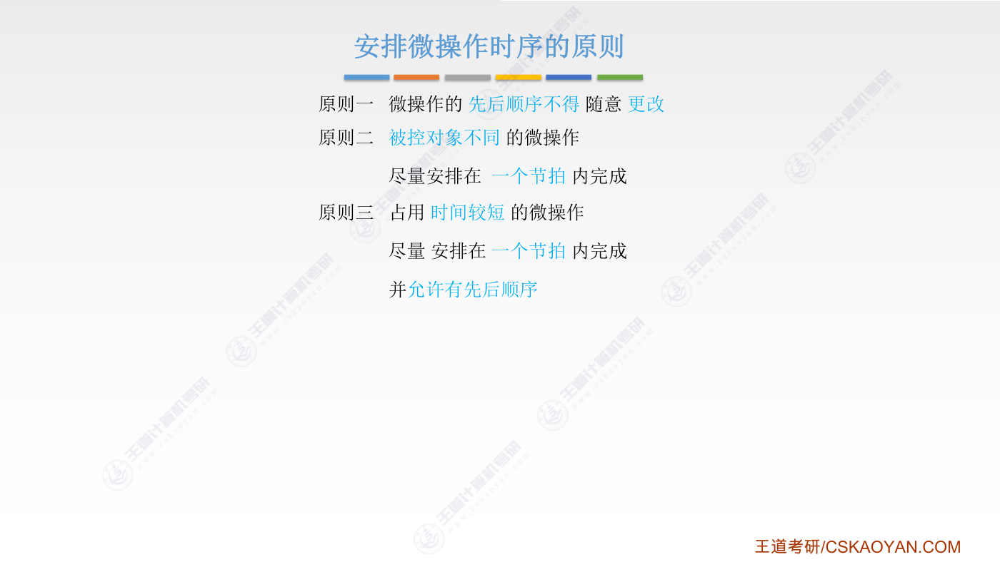 安排微操作时序的原则
原则一 微操作的 先后顺序不得 随意 更改
原则二 被控对象不同 的微操作
尽量安排在 一个节拍 内完成
原则三 占用 时间较短 的微操作
尽量 安排在 一个节拍 内完成
并允许有先后顺序
王道考研/CSKAOYAN.COM